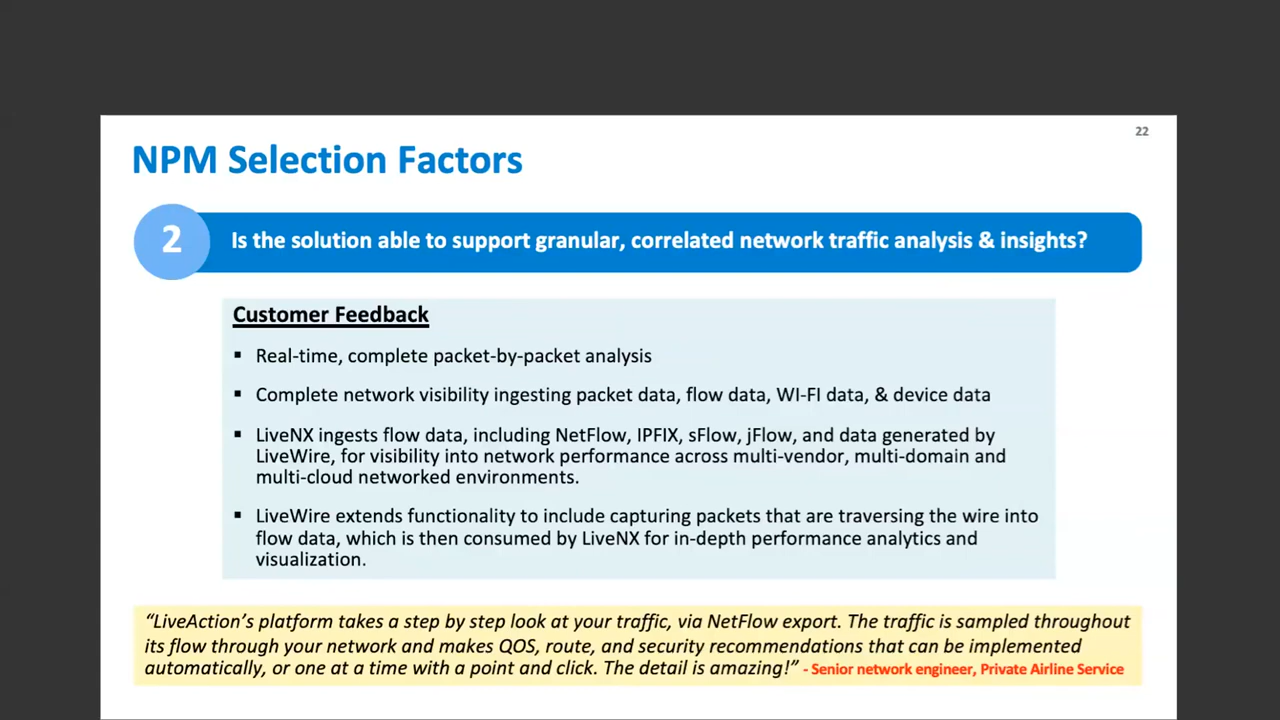 22
NPM Selection Factors
2
Is the solution able to support granular, correlated network traffic analysis & insights?
Customer Feedback
▪ Real-time, complete packet-by-packet analysis
▪ Complete network visibility ingesting packet data, flow data, WI-FI data, & device data
▪ LiveNX ingests flow data, including NetFlow, IPFIX, sFlow, jFlow, and data generated by
LiveWire, for visibility into network performance across multi-vendor, multi-domain and
multi-cloud networked environments.
▪ LiveWire extends functionality to include capturing packets that are traversing the wire into
flow data, which is then consumed by LiveNX for in-depth performance analytics and
visualization.
“LiveAction’s platform takes a step by step look at your traffic, via NetFlow export. The traffic is sampled throughout
its flow through your network and makes QOS, route, and security recommendations that can be implemented
automatically, or one at a time with a point and click. The detail is amazing!” - Senior network engineer, Private Airline Service